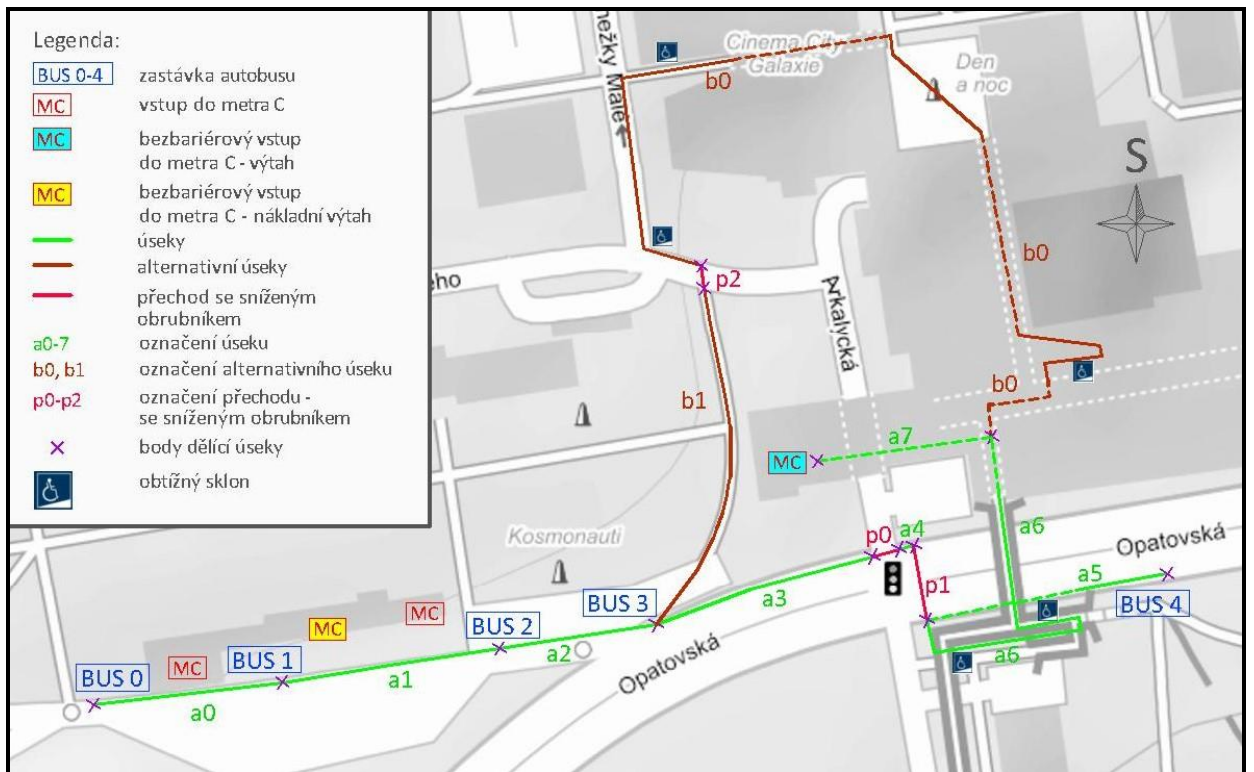 Legenda:
BUS 0-4 zastávka autobusu
MC vstup do metra C
MC bezbariérový vstup
do metra C - výtah
MC bezbariérový vstup
do metra C - nákladní výtah
úseky
alternativní úseky
přechod se sníženým
obrubníkem
a0-7 označení úseku
b0, b1 označení alternativního úseku
p0-p2 označení přechodu -
se sníženým obrubníkem
body dělící úseky
obtížný sklon
nežky Malé
Cinema City
Galaxie
b0
Den
a noc
S
b0
ého
p2
Arkalycká
b0
b1
a7
MC
Kosmonauti
p0
a4
a6
Opatovská
a3
p1
a5
BUS 3
BUS 4
MC
MC
BUS 2
a2
a6
MC
BUS 1
BUS 0
a1
Opatovská
a0